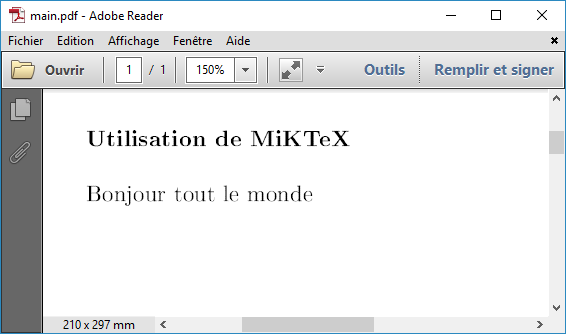 main.pdf - Adobe Reader
Fichier Edition Affichage Fenêtre Aide
Ouvrir 1 / 1 150% Outils Remplir et signer
Utilisation de MiKTeX
Bonjour tout le monde
210 x 297 mm